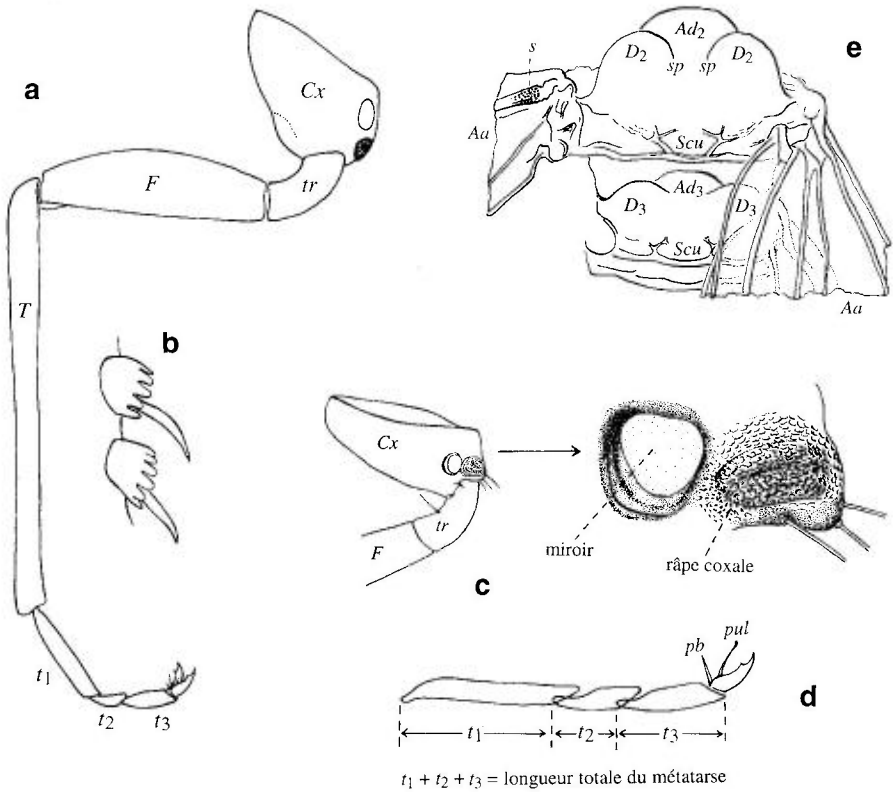 a
Cx
F
tr
T
t1
t2
t3
b
e
s
Ad2
D2
D2
sp
sp
Aa
Scu
Ad3
D3
D3
Scu
Aa
Cx
tr
F
c
miroir
râpe coxale
d
pb
pul
t1
t2
t3
t1 + t2 + t3 = longueur totale du métatarse